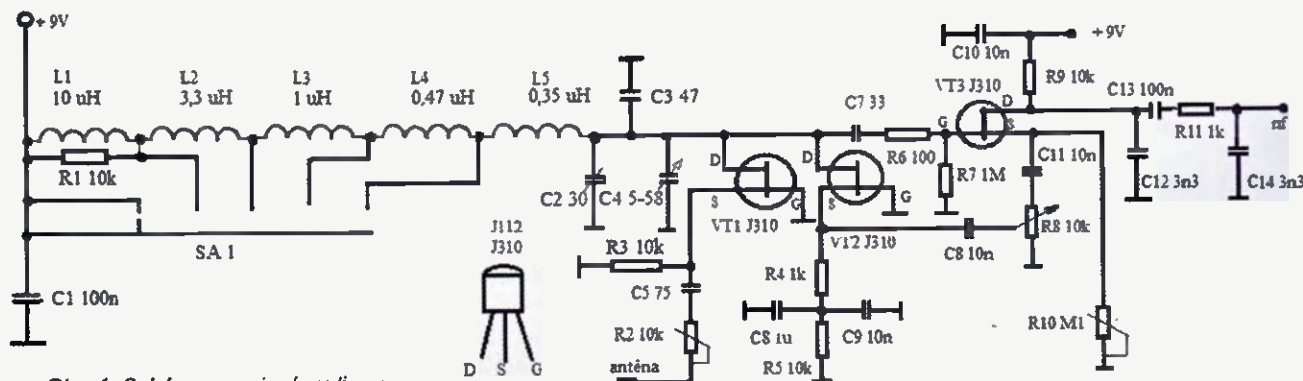 + 9V
L1
10 uH
L2
3,3 uH
L3
1 uH
L4
0,47 uH
L5
0,35 uH
R1 10k
SA 1
C1 100n
C3 47
C2 30
C4 5-58
D
S
G
VT1 J310
R3 10k
C5 75
R2 10k
anténa
J112
J310
D S G
C7 33
R6 100
D
S
G
VT2 J310
R4 1k
C8 1u
C9 10n
R5 10k
C8 10n
R7 1M
C10 10n
+ 9V
R9 10k
VT3 J310
D
S
G
C11 10n
R8 10k
R10 M1
C13 100n
R11 1k
nf
C12 3n3
C14 3n3